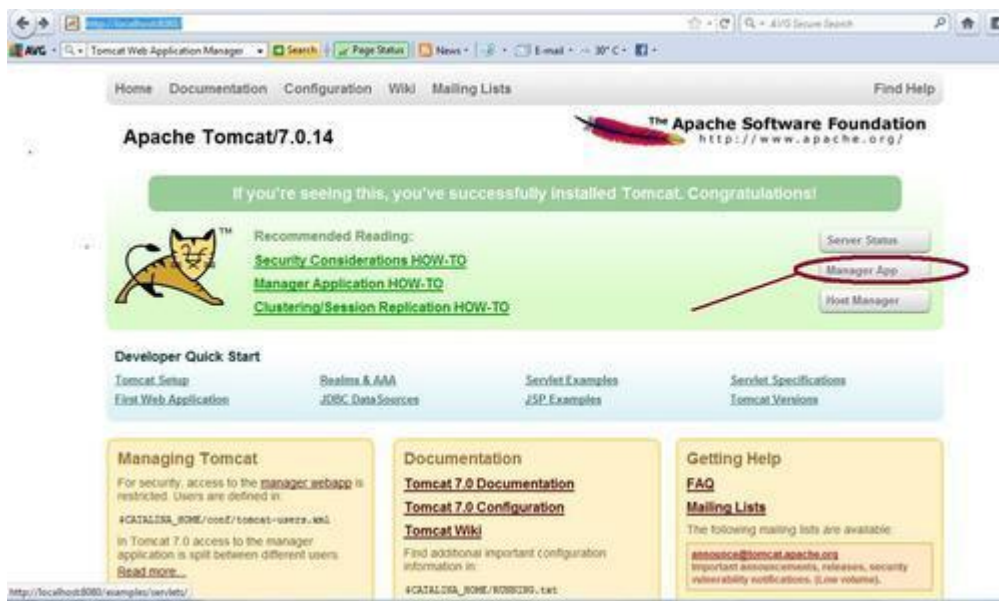 http://localhost:8080/
AVG Secure Search
AVG
Tomcat Web Application Manager
Search
Page Status
News
E-mail
30°C
Home Documentation Configuration Wiki Mailing Lists Find Help
Apache Tomcat/7.0.14
The Apache Software Foundation
http://www.apache.org/
If you're seeing this, you've successfully installed Tomcat. Congratulations!
TM
Recommended Reading:
Security Considerations HOW-TO
Manager Application HOW-TO
Clustering/Session Replication HOW-TO
Server Status
Manager App
Host Manager
Developer Quick Start
Tomcat Setup Realms & AAA Servlet Examples Servlet Specifications
First Web Application JDBC DataSources JSP Examples Tomcat Versions
Managing Tomcat
For security, access to the manager webapp is
restricted. Users are defined in:
$CATALINA_HOME/conf/tomcat-users.xml
In Tomcat 7.0 access to the manager
application is split between different users.
Read more...
Documentation
Tomcat 7.0 Documentation
Tomcat 7.0 Configuration
Tomcat Wiki
Find additional important configuration
information in:
$CATALINA_HOME/RUNNING.txt
Getting Help
FAQ
Mailing Lists
The following mailing lists are available:
announce@tomcat.apache.org
Important announcements, releases, security
vulnerability notifications. (Low volume).
http://localhost:8080/examples/servlets/